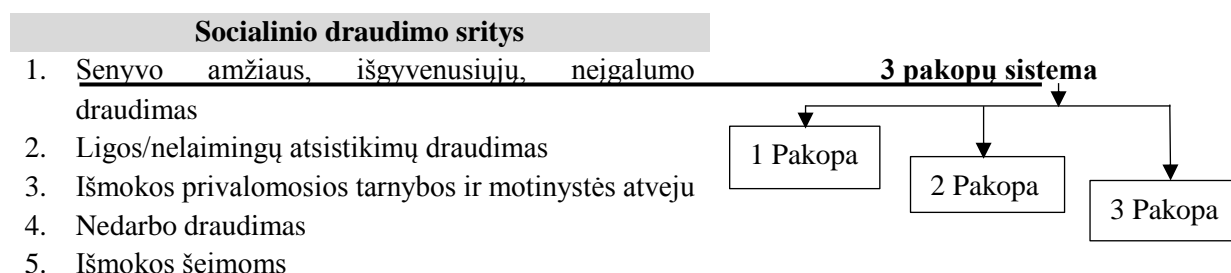 Socialinio draudimo sritys
1. Senyvo amžiaus, išgyvenusiųjų, neįgalumo
draudimas
2. Ligos/nelaimingų atsistikimų draudimas
3. Išmokos privalomosios tarnybos ir motinystės atveju
4. Nedarbo draudimas
5. Išmokos šeimoms
3 pakopų sistema
1 Pakopa
2 Pakopa
3 Pakopa